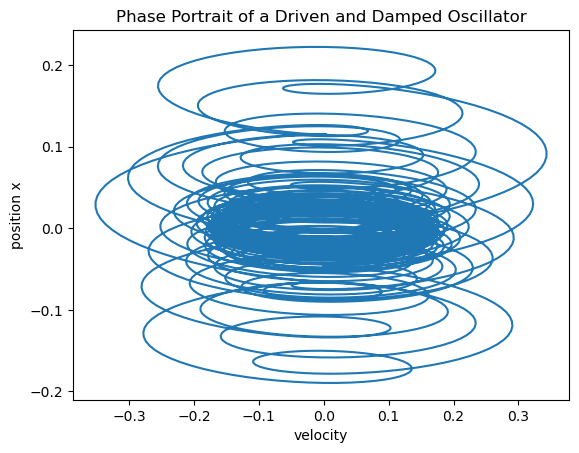 Phase Portrait of a Driven and Damped Oscillator
position x
0.2
0.1
0.0
−0.1
−0.2
−0.3 −0.2 −0.1 0.0 0.1 0.2 0.3
velocity